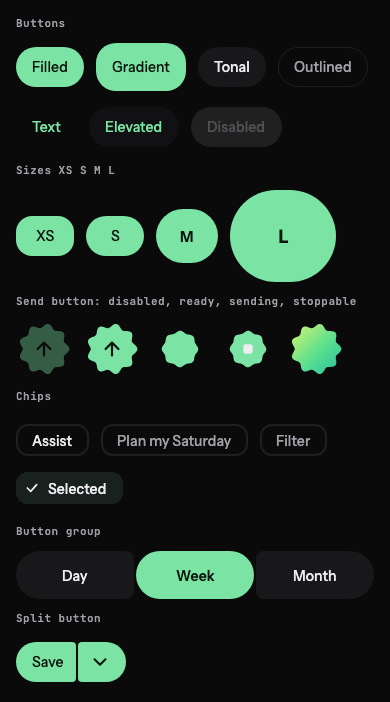 Buttons
Filled
Gradient
Tonal
Outlined
Text
Elevated
Disabled
Sizes XS S M L
XS
S
M
L
Send button: disabled, ready, sending, stoppable
Chips
Assist
Plan my Saturday
Filter
Selected
Button group
Day
Week
Month
Split button
Save